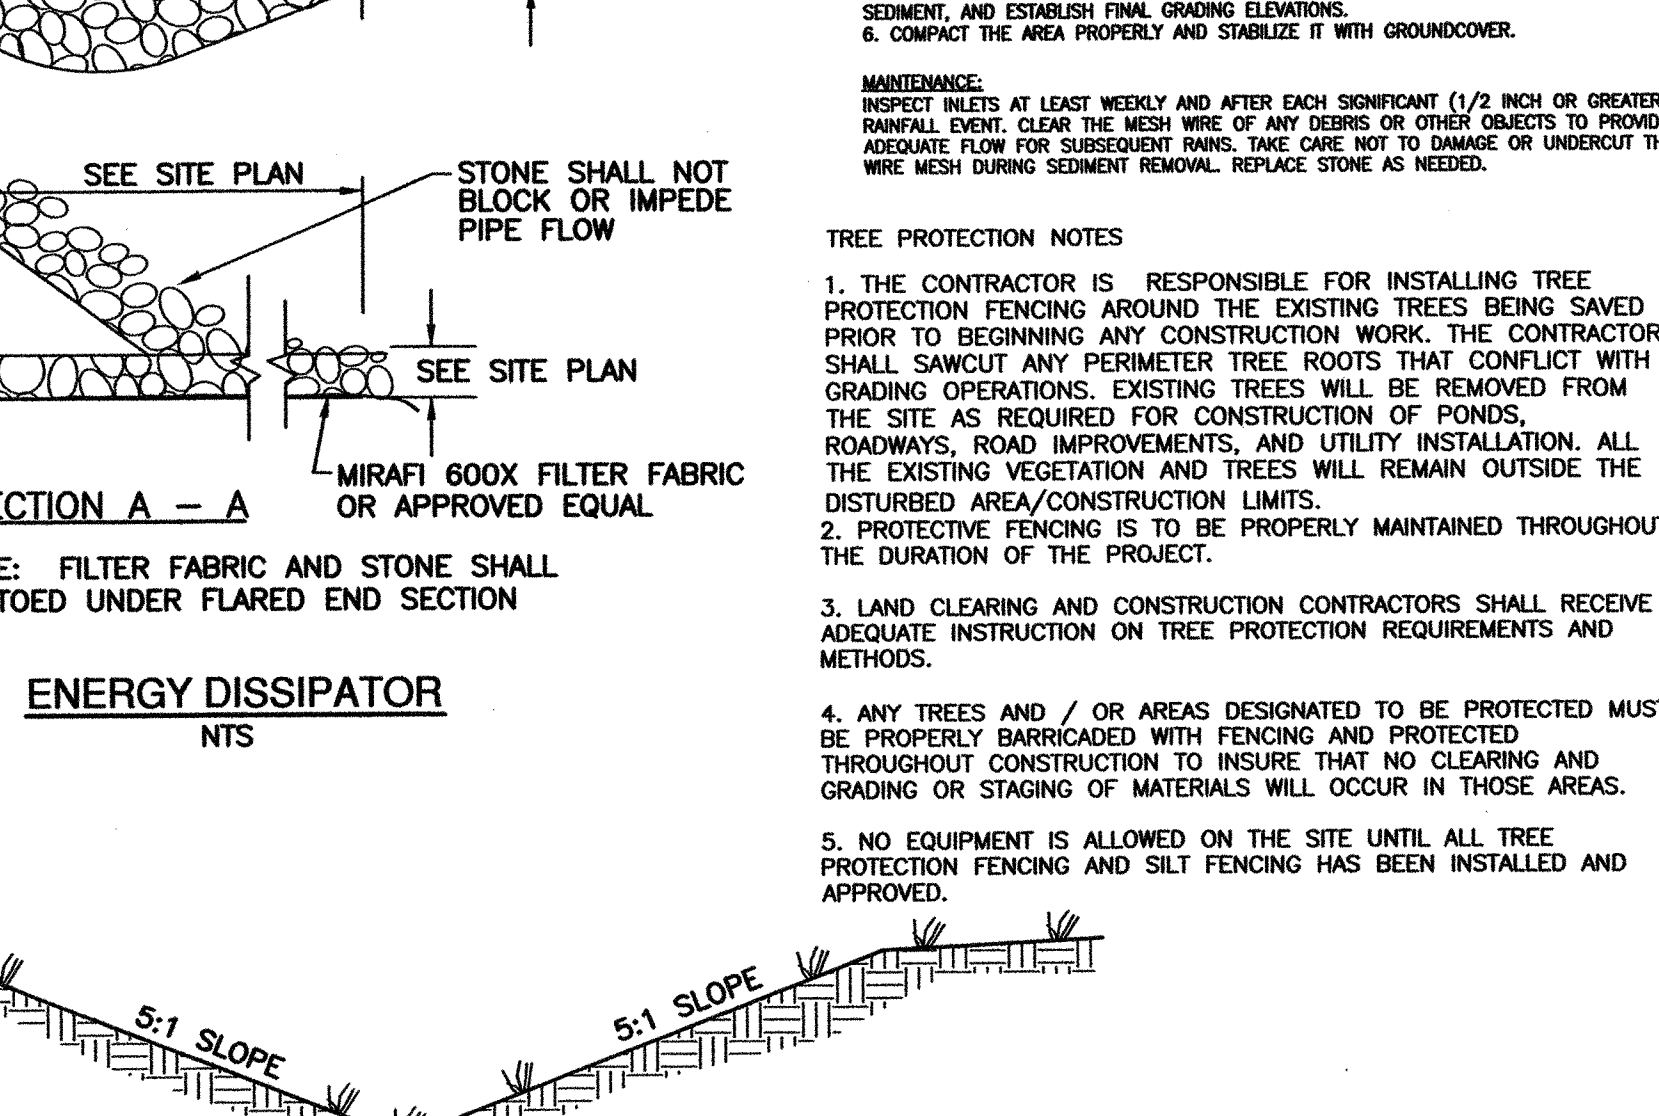 SEDIMENT, AND ESTABLISH FINAL GRADING ELEVATIONS.
6. COMPACT THE AREA PROPERLY AND STABILIZE IT WITH GROUNDCOVER.
MAINTENANCE:
INSPECT INLETS AT LEAST WEEKLY AND AFTER EACH SIGNIFICANT (1/2 INCH OR GREATER
RAINFALL EVENT. CLEAR THE MESH WIRE OF ANY DEBRIS OR OTHER OBJECTS TO PROVID
ADEQUATE FLOW FOR SUBSEQUENT RAINS. TAKE CARE NOT TO DAMAGE OR UNDERCUT TH
WIRE MESH DURING SEDIMENT REMOVAL. REPLACE STONE AS NEEDED.
SEE SITE PLAN
STONE SHALL NOT
BLOCK OR IMPEDE
PIPE FLOW
SEE SITE PLAN
MIRAFI 600X FILTER FABRIC
OR APPROVED EQUAL
ECTION A – A
E: FILTER FABRIC AND STONE SHALL
TOED UNDER FLARED END SECTION
ENERGY DISSIPATOR
NTS
TREE PROTECTION NOTES
1. THE CONTRACTOR IS RESPONSIBLE FOR INSTALLING TREE
PROTECTION FENCING AROUND THE EXISTING TREES BEING SAVED
PRIOR TO BEGINNING ANY CONSTRUCTION WORK. THE CONTRACTOR
SHALL SAWCUT ANY PERIMETER TREE ROOTS THAT CONFLICT WITH
GRADING OPERATIONS. EXISTING TREES WILL BE REMOVED FROM
THE SITE AS REQUIRED FOR CONSTRUCTION OF PONDS,
ROADWAYS, ROAD IMPROVEMENTS, AND UTILITY INSTALLATION. ALL
THE EXISTING VEGETATION AND TREES WILL REMAIN OUTSIDE THE
DISTURBED AREA/CONSTRUCTION LIMITS.
2. PROTECTIVE FENCING IS TO BE PROPERLY MAINTAINED THROUGHOUT
THE DURATION OF THE PROJECT.
3. LAND CLEARING AND CONSTRUCTION CONTRACTORS SHALL RECEIVE
ADEQUATE INSTRUCTION ON TREE PROTECTION REQUIREMENTS AND
METHODS.
4. ANY TREES AND / OR AREAS DESIGNATED TO BE PROTECTED MUST
BE PROPERLY BARRICADED WITH FENCING AND PROTECTED
THROUGHOUT CONSTRUCTION TO INSURE THAT NO CLEARING AND
GRADING OR STAGING OF MATERIALS WILL OCCUR IN THOSE AREAS.
5. NO EQUIPMENT IS ALLOWED ON THE SITE UNTIL ALL TREE
PROTECTION FENCING AND SILT FENCING HAS BEEN INSTALLED AND
APPROVED.
5:1 SLOPE
5:1 SLOPE